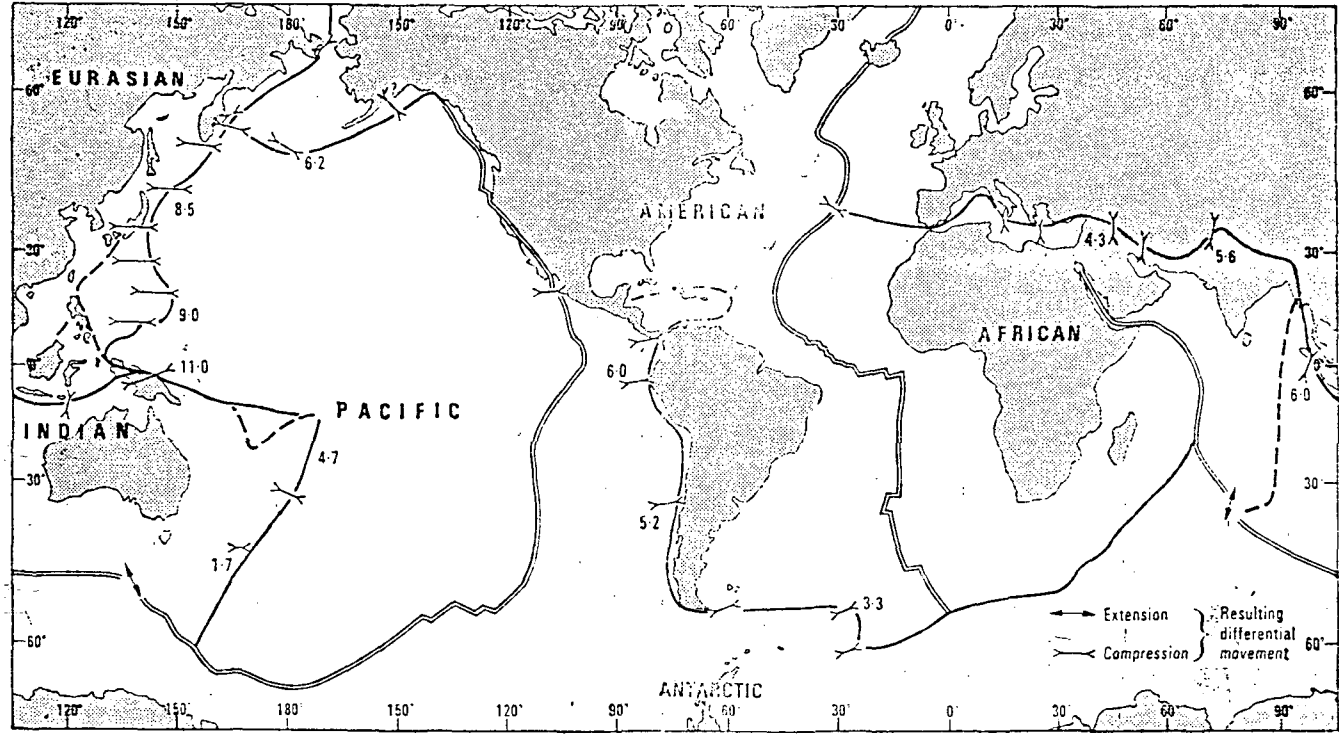 120° 150° 180° 150° 120° 90° 60° 30° 0° 30° 60° 90°
EURASIAN
60° 60°
6·2
8·5
AMERICAN
30° 30°
4·3
5·6
9·0
AFRICAN
0° 0°
11·0
6·0
6·0
PACIFIC
INDIAN
4·7
30° 30°
5·2
1·7
3·3
Extension
Resulting
differential
movement
60° 60°
Compression
ANTARCTIC
120° 150° 180° 150° 120° 90° 60° 30° 0° 30° 60° 90°